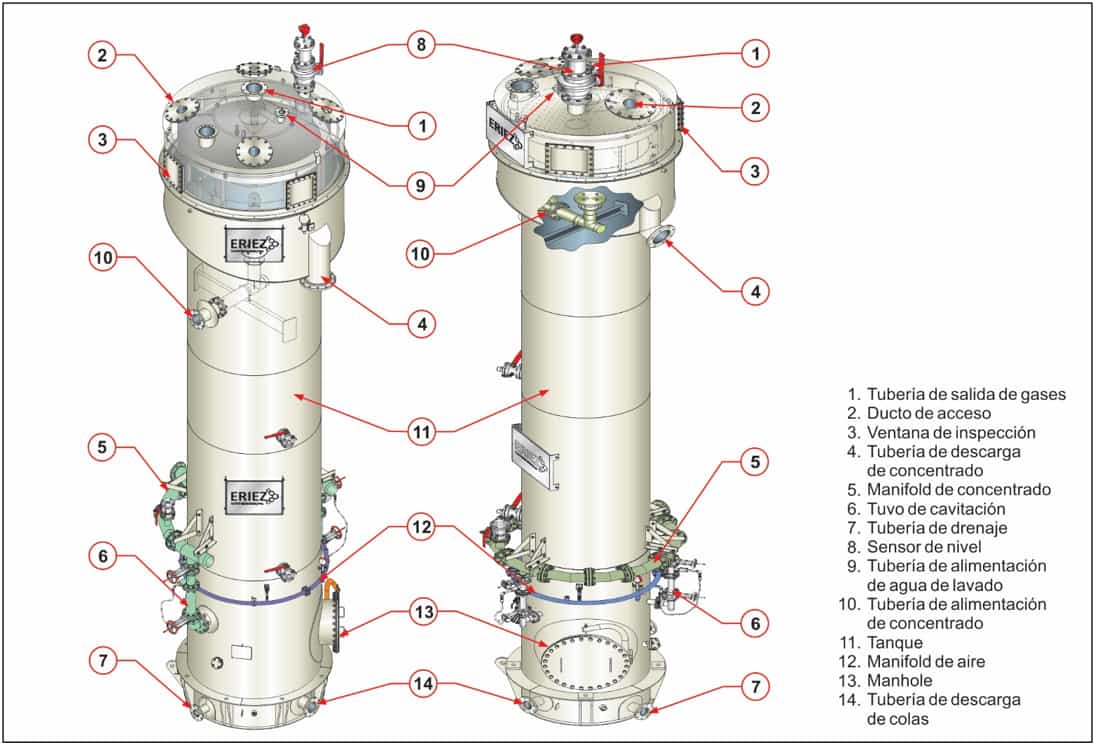 8
1
2
1
2
3
3
9
ERIEZ
ERIEZ
10
10
4
4
11
5
5
ERIEZ
ERIEZ
12
6
13
6
7
14
7
1. Tubería de salida de gases
2. Ducto de acceso
3. Ventana de inspección
4. Tubería de descarga
de concentrado
5. Manifold de concentrado
6. Tuvo de cavitación
7. Tubería de drenaje
8. Sensor de nivel
9. Tubería de alimentación
de agua de lavado
10. Tubería de alimentación
de concentrado
11. Tanque
12. Manifold de aire
13. Manhole
14. Tubería de descarga
de colas